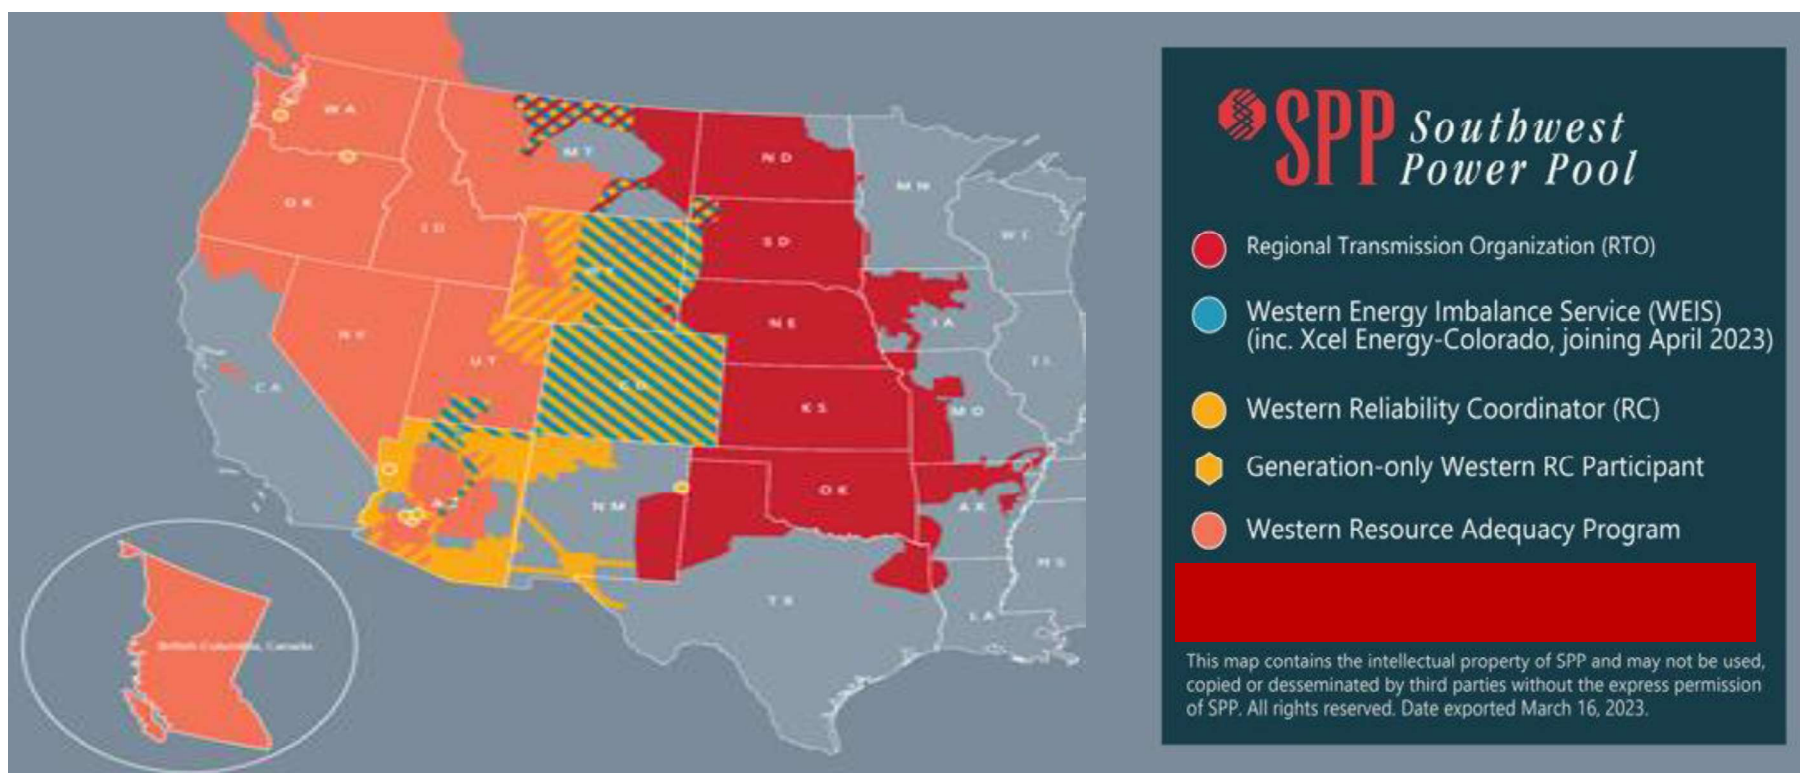 WA
MT
ND
MN
OR
ID
SD
WI
WY
NE
IA
NV
UT
IL
CA
CO
KS
MO
OK
AZ
NM
AR
MS
TX
LA
British Columbia, Canada
SPP Southwest
Power Pool
Regional Transmission Organization (RTO)
Western Energy Imbalance Service (WEIS)
(inc. Xcel Energy-Colorado, joining April 2023)
Western Reliability Coordinator (RC)
Generation-only Western RC Participant
Western Resource Adequacy Program
This map contains the intellectual property of SPP and may not be used,
copied or desseminated by third parties without the express permission
of SPP. All rights reserved. Date exported March 16, 2023.